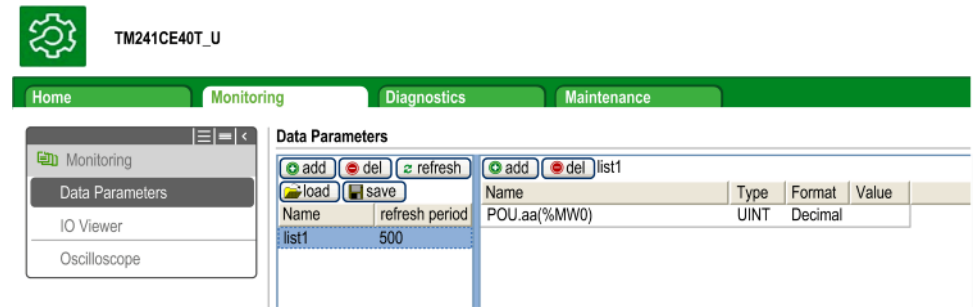 TM241CE40T_U
Home Monitoring Diagnostics Maintenance
Monitoring
Data Parameters
IO Viewer
Oscilloscope
Data Parameters
add del refresh
load save
Name refresh period
list1 500
add del list1
Name Type Format Value
POU.aa(%MW0) UINT Decimal